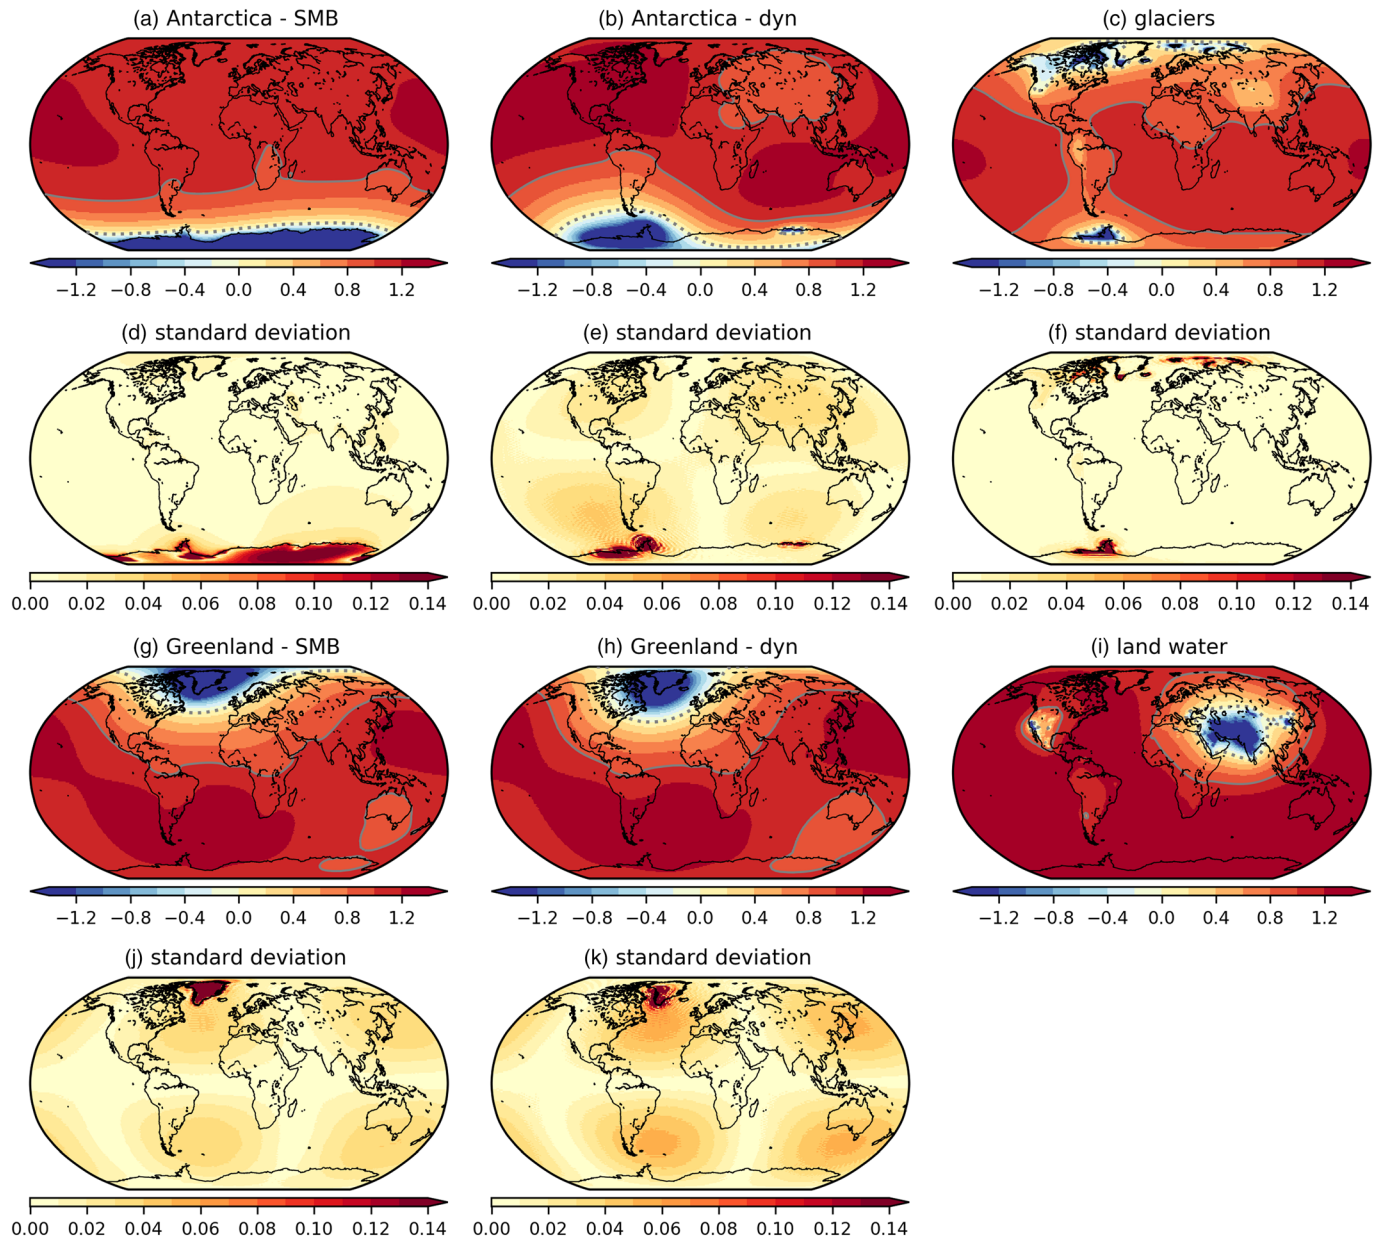 (a) Antarctica - SMB
(b) Antarctica - dyn
(c) glaciers
−1.2 −0.8 −0.4 0.0 0.4 0.8 1.2
−1.2 −0.8 −0.4 0.0 0.4 0.8 1.2
−1.2 −0.8 −0.4 0.0 0.4 0.8 1.2
(d) standard deviation
(e) standard deviation
(f) standard deviation
0.00 0.02 0.04 0.06 0.08 0.10 0.12 0.14
0.00 0.02 0.04 0.06 0.08 0.10 0.12 0.14
0.00 0.02 0.04 0.06 0.08 0.10 0.12 0.14
(g) Greenland - SMB
(h) Greenland - dyn
(i) land water
−1.2 −0.8 −0.4 0.0 0.4 0.8 1.2
−1.2 −0.8 −0.4 0.0 0.4 0.8 1.2
−1.2 −0.8 −0.4 0.0 0.4 0.8 1.2
(j) standard deviation
(k) standard deviation
0.00 0.02 0.04 0.06 0.08 0.10 0.12 0.14
0.00 0.02 0.04 0.06 0.08 0.10 0.12 0.14